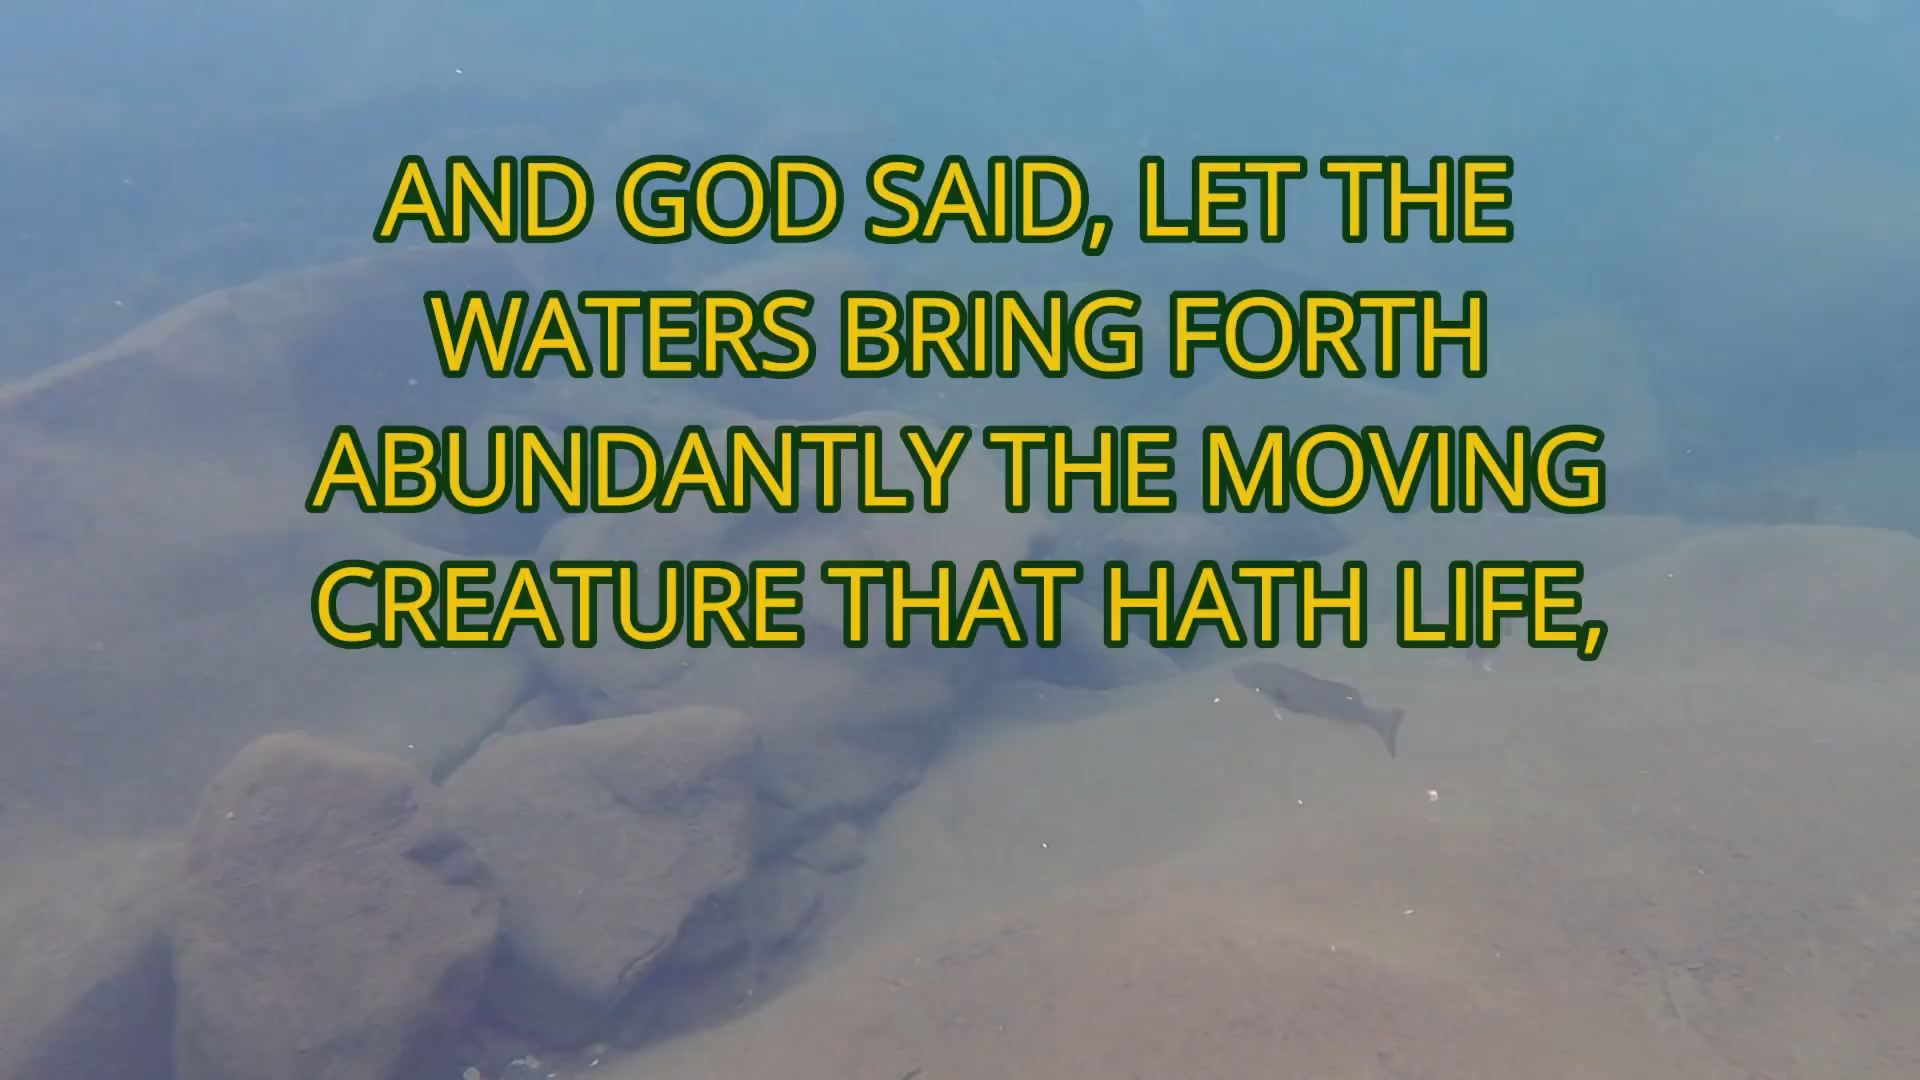 AND GOD SAID, LET THE
WATERS BRING FORTH
ABUNDANTLY THE MOVING
CREATURE THAT HATH LIFE,